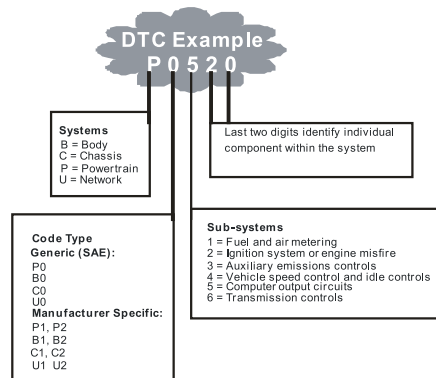 DTC Example
P 0 5 2 0
Systems
B = Body
C = Chassis
P = Powertrain
U = Network
Last two digits identify individual
component within the system
Code Type
Generic (SAE):
P0
B0
C0
U0
Manufacturer Specific:
P1, P2
B1, B2
C1, C2
U1 U2
Sub-systems
1 = Fuel and air metering
2 = Ignition system or engine misfire
3 = Auxiliary emissions controls
4 = Vehicle speed control and idle controls
5 = Computer output circuits
6 = Transmission controls